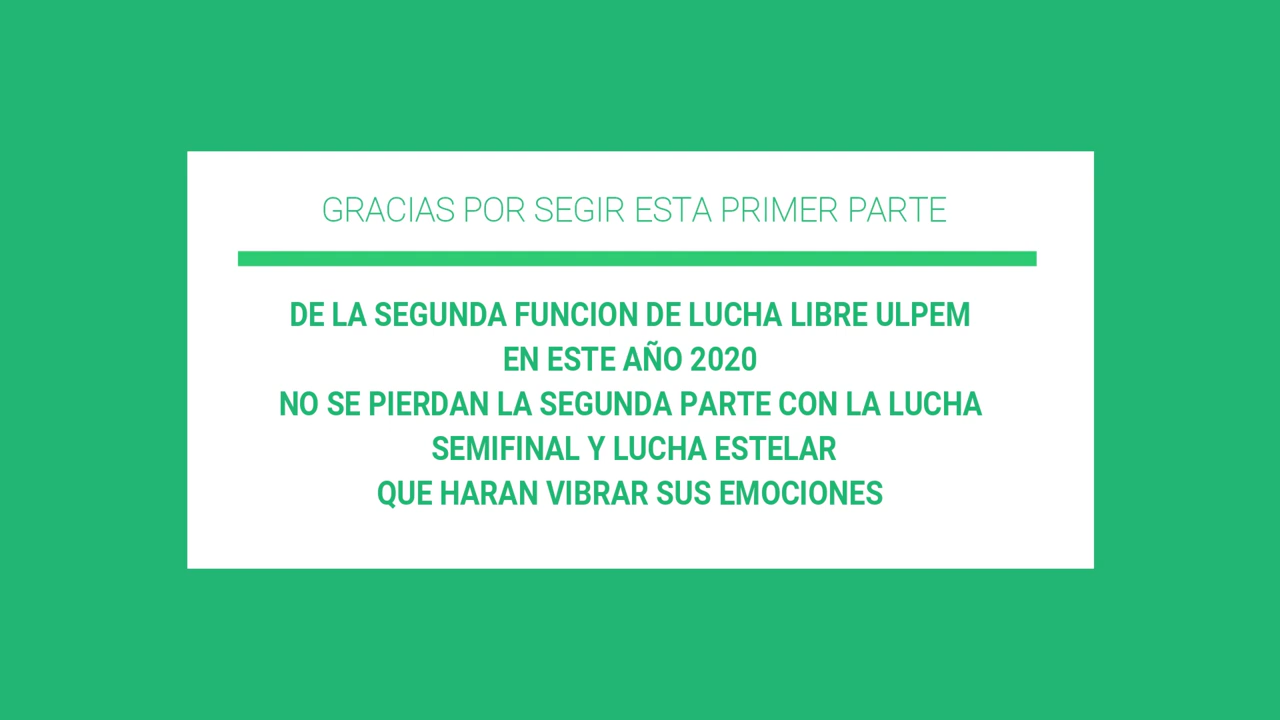 GRACIAS POR SEGIR ESTA PRIMER PARTE
DE LA SEGUNDA FUNCION DE LUCHA LIBRE ULPEM
EN ESTE AÑO 2020
NO SE PIERDAN LA SEGUNDA PARTE CON LA LUCHA
SEMIFINAL Y LUCHA ESTELAR
QUE HARAN VIBRAR SUS EMOCIONES